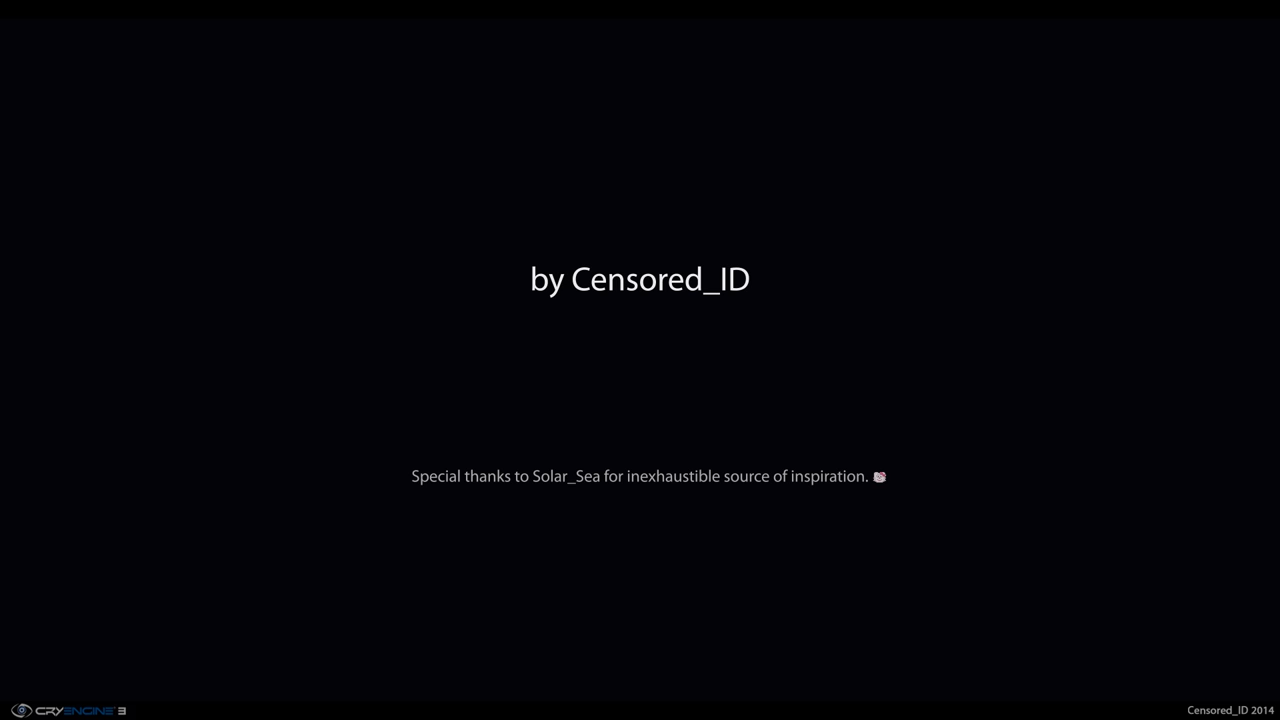 by Censored_ID
Special thanks to Solar_Sea for inexhaustible source of inspiration.
CRYENGINE® 3
Censored_ID 2014